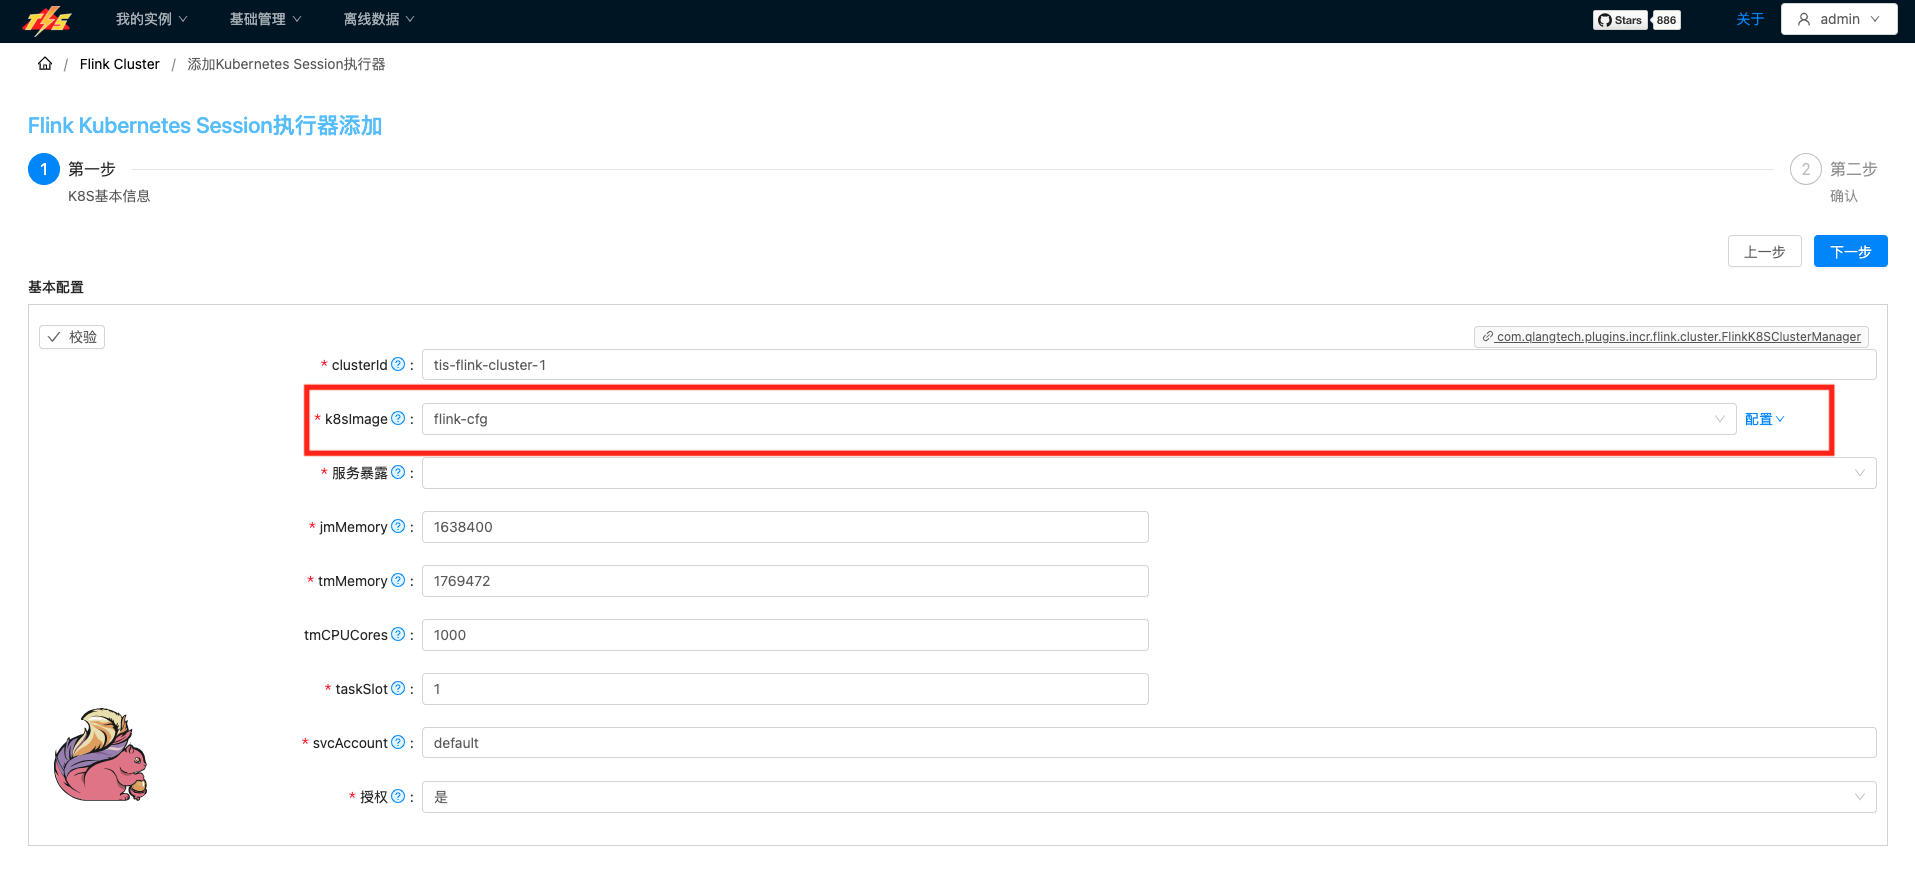 TIS 我的实例 基础管理 离线数据 Stars 886 关于 admin
/ Flink Cluster / 添加Kubernetes Session执行器
Flink Kubernetes Session执行器添加
1 第一步 2 第二步
K8S基本信息 确认
上一步 下一步
基本配置
校验 com.qlangtech.plugins.incr.flink.cluster.FlinkK8SClusterManager
* clusterId ? : tis-flink-cluster-1
* k8sImage ? : flink-cfg 配置
* 服务暴露 ? :
* jmMemory ? : 1638400
* tmMemory ? : 1769472
tmCPUCores ? : 1000
* taskSlot ? : 1
* svcAccount ? : default
* 授权 ? : 是